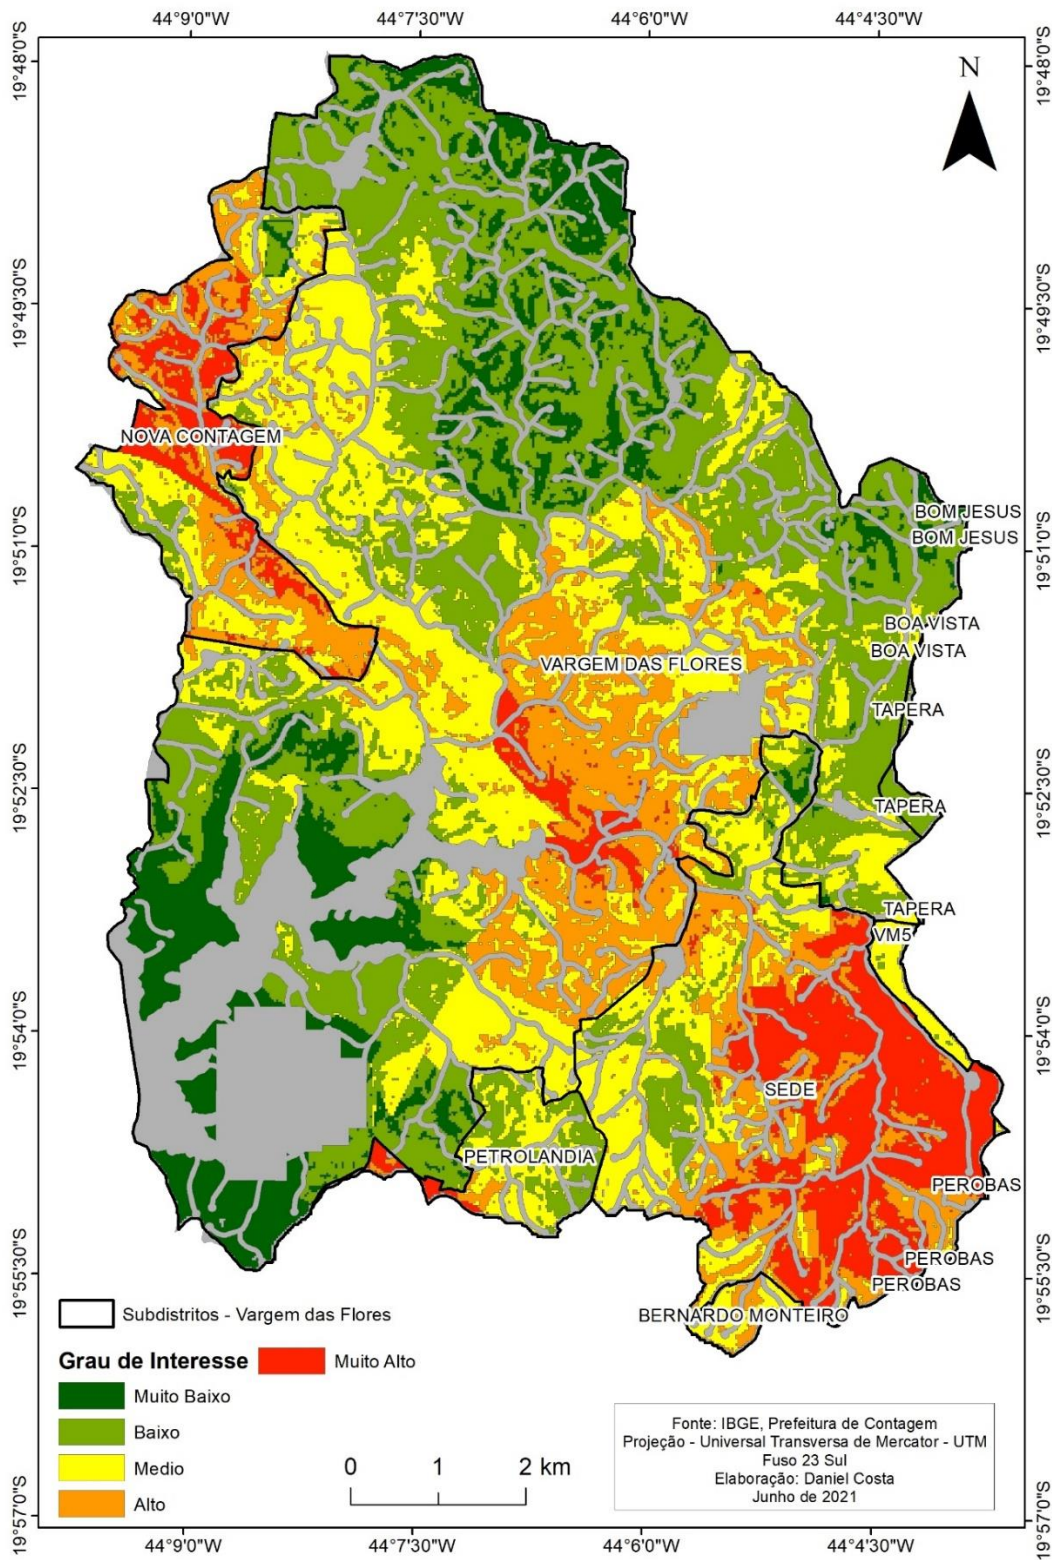 44°9'0"W
44°7'30"W
44°6'0"W
44°4'30"W
19°48'0"S
19°48'0"S
N
19°49'30"S
19°49'30"S
NOVA CONTAGEM
BOM JESUS
BOM JESUS
19°51'0"S
19°51'0"S
BOA VISTA
BOA VISTA
VARGEM DAS FLORES
TAPERA
19°52'30"S
19°52'30"S
TAPERA
TAPERA
VM5
19°54'0"S
19°54'0"S
SEDE
PETROLANDIA
PEROBAS
19°55'30"S
19°55'30"S
PEROBAS
PEROBAS
BERNARDO MONTEIRO
Subdistritos - Vargem das Flores
Grau de Interesse
Muito Alto
Muito Baixo
Baixo
Medio
Alto
0 1 2 km
Fonte: IBGE, Prefeitura de Contagem
Projeção - Universal Transversa de Mercator - UTM
Fuso 23 Sul
Elaboração: Daniel Costa
Junho de 2021
19°57'0"S
19°57'0"S
44°9'0"W
44°7'30"W
44°6'0"W
44°4'30"W